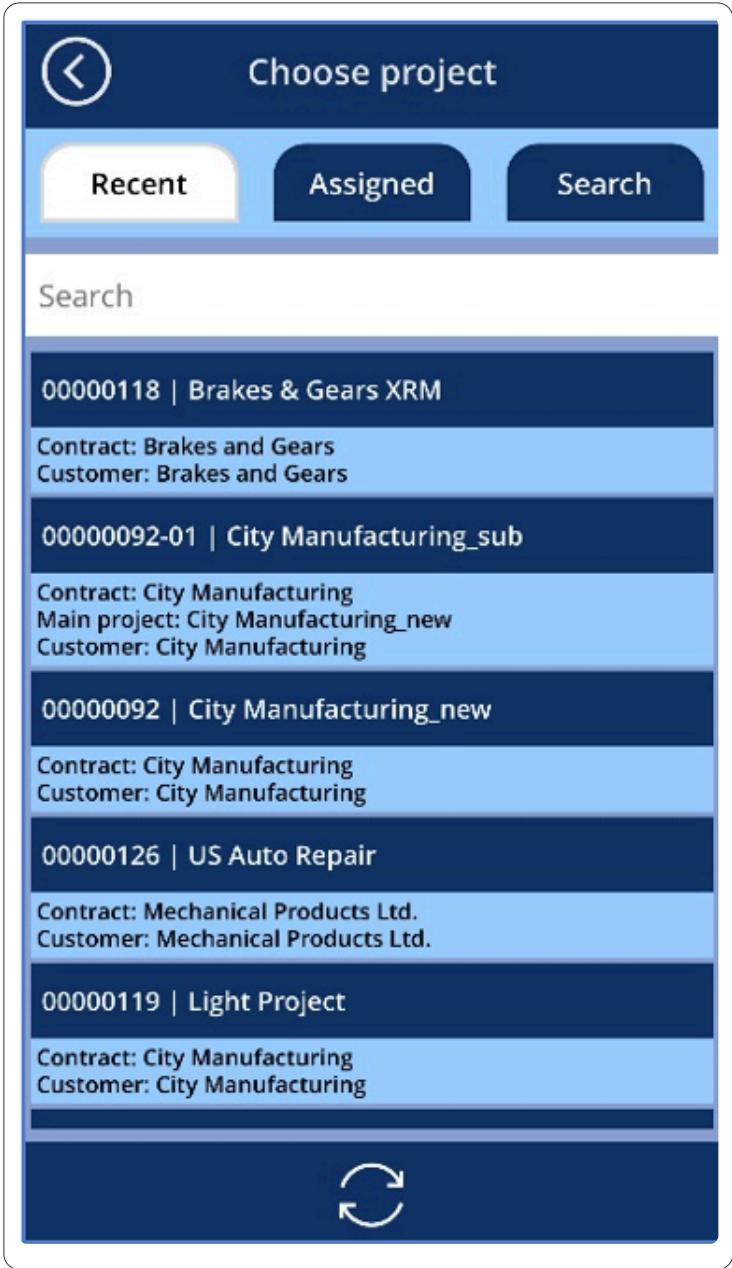 Choose project
Recent
Assigned
Search
Search
00000118 | Brakes & Gears XRM
Contract: Brakes and Gears
Customer: Brakes and Gears
00000092-01 | City Manufacturing_sub
Contract: City Manufacturing
Main project: City Manufacturing_new
Customer: City Manufacturing
00000092 | City Manufacturing_new
Contract: City Manufacturing
Customer: City Manufacturing
00000126 | US Auto Repair
Contract: Mechanical Products Ltd.
Customer: Mechanical Products Ltd.
00000119 | Light Project
Contract: City Manufacturing
Customer: City Manufacturing